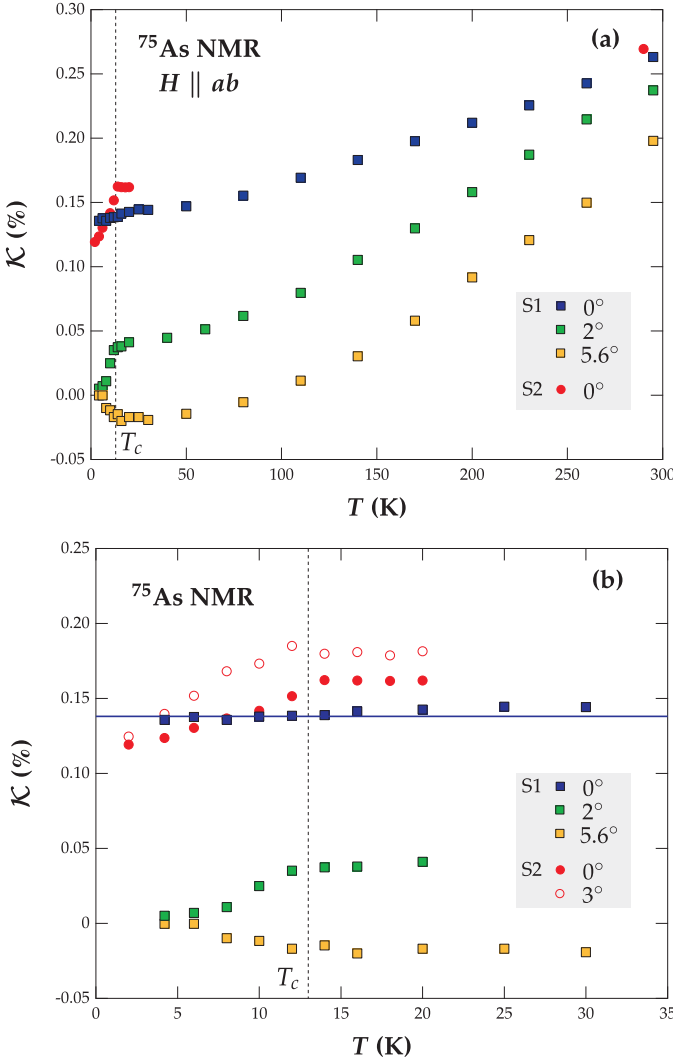 0.30
0.25
0.20
0.15
0.10
0.05
0.00
-0.05
K (%)
75As NMR
H || ab
(a)
S1 0°
2°
5.6°
S2 0°
Tc
0 50 100 150 200 250 300
T (K)
0.25
0.20
0.15
0.10
0.05
0
-0.05
K (%)
75As NMR
(b)
S1 0°
2°
5.6°
S2 0°
3°
Tc
0 5 10 15 20 25 30 35
T (K)